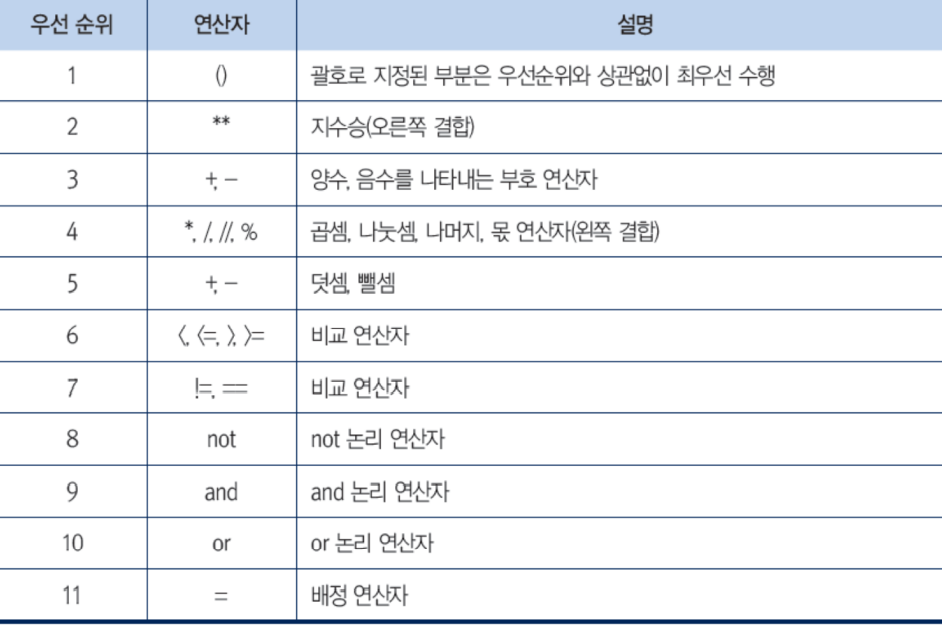 우선 순위 연산자 설명
1 () 괄호로 지정된 부분은 우선순위와 상관없이 최우선 수행
2 ** 지수승(오른쪽 결합)
3 +, − 양수, 음수를 나타내는 부호 연산자
4 *, /, //, % 곱셈, 나눗셈, 나머지, 몫 연산자(왼쪽 결합)
5 +, − 덧셈, 뺄셈
6 〈, 〈=, 〉, 〉= 비교 연산자
7 !=, == 비교 연산자
8 not not 논리 연산자
9 and and 논리 연산자
10 or or 논리 연산자
11 = 배정 연산자